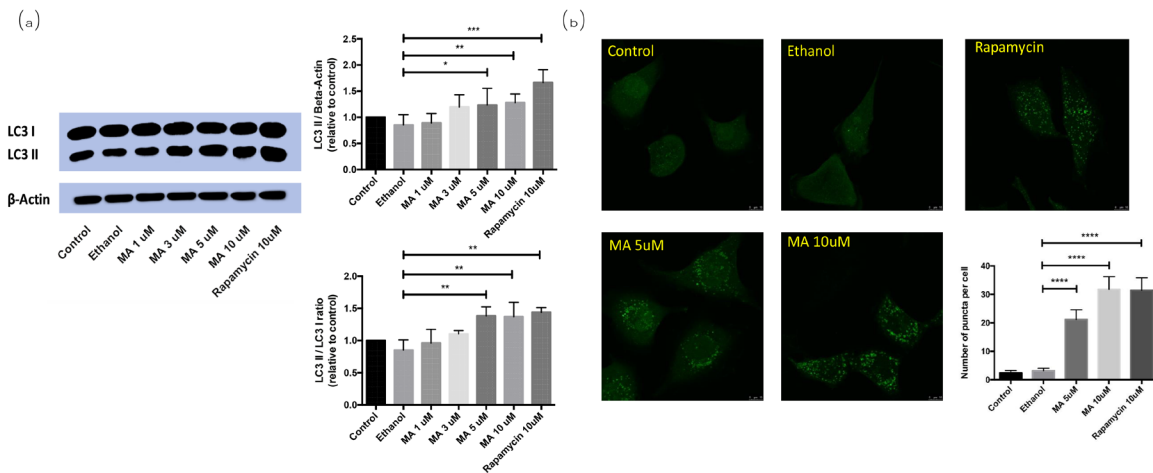 (a)
LC3 I
LC3 II
β-Actin
Control
Ethanol
MA 1 uM
MA 3 uM
MA 5 uM
MA 10 uM
Rapamycin 10uM
LC3 II / Beta-Actin
(relative to control)
2.5
2.0
1.5
1.0
0.5
0.0
***
**
*
Control
Ethanol
MA 1 uM
MA 3 uM
MA 5 uM
MA 10 uM
Rapamycin 10uM
LC3 II / LC3 I ratio
(relative to control)
2.0
1.5
1.0
0.5
0.0
**
**
**
Control
Ethanol
MA 1 uM
MA 3 uM
MA 5 uM
MA 10 uM
Rapamycin 10uM
(b)
Control
Ethanol
Rapamycin
MA 5uM
MA 10uM
Number of puncta per cell
40
30
20
10
0
****
****
****
Control
Ethanol
MA 5uM
MA 10uM
Rapamycin 10uM